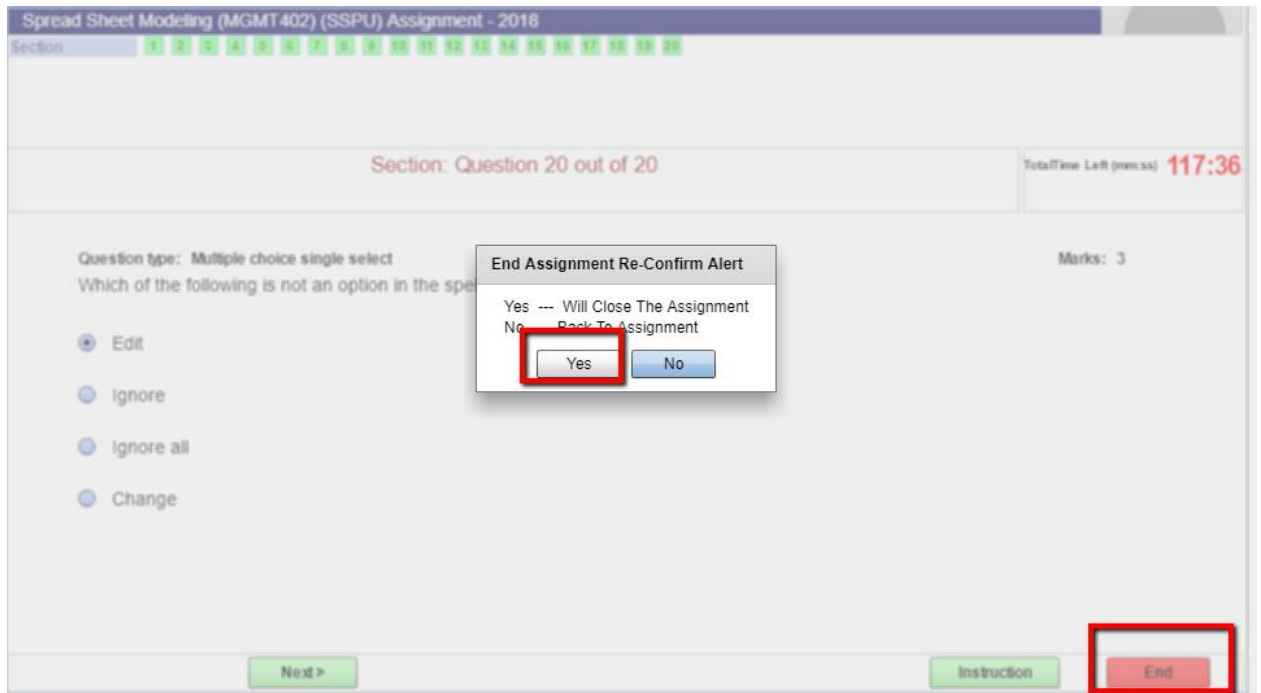 Spread Sheet Modeling (MGMT402) (SSPU) Assignment - 2018
Section 1 2 3 4 5 6 7 8 9 10 11 12 13 14 15 16 17 18 19 20
Section: Question 20 out of 20
TotalTime Left (mm:ss) 117:36
Question type: Multiple choice single select
Marks: 3
Which of the following is not an option in the
End Assignment Re-Confirm Alert
Yes --- Will Close The Assignment
No Back To Assignment
Yes No
Edit
Ignore
Ignore all
Change
Next >
Instruction
End